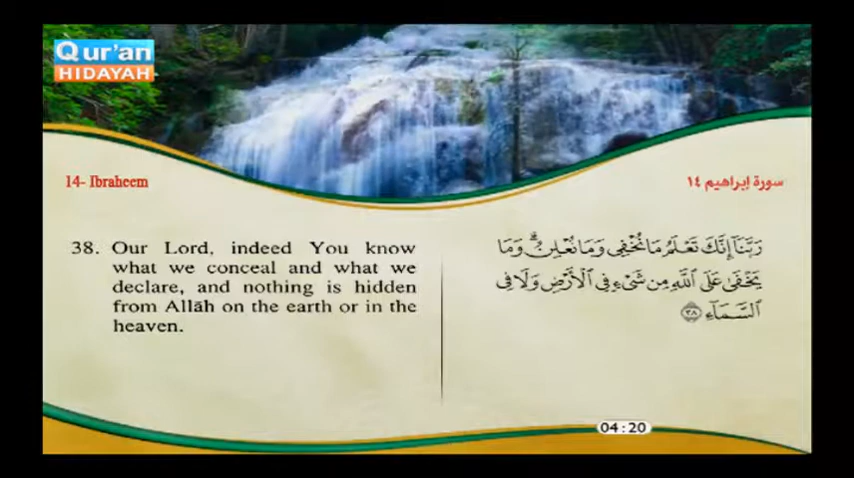 Qur'an
HIDAYAH
14- Ibraheem
سورة إبراهيم ١٤
38. Our Lord, indeed You know
what we conceal and what we
declare, and nothing is hidden
from Allāh on the earth or in the
heaven.
رَبَّنَآ إِنَّكَ تَعْلَمُ مَا نُخْفِى وَمَا نُعْلِنُ ۗ وَمَا
يَخْفَىٰ عَلَى ٱللَّهِ مِن شَىْءٍ فِى ٱلْأَرْضِ وَلَا فِى
ٱلسَّمَآءِ ٣٨
04:20